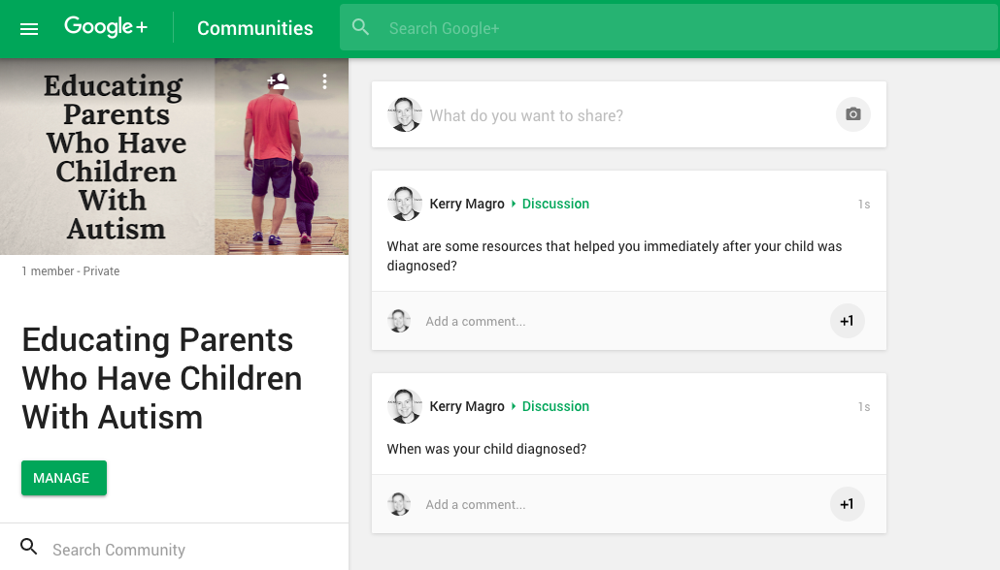 Google+
Communities
Search Google+
Educating
Parents
Who Have
Children
With
Autism
1 member - Private
Educating Parents
Who Have Children
With Autism
MANAGE
Search Community
What do you want to share?
Kerry Magro Discussion 1s
What are some resources that helped you immediately after your child was
diagnosed?
Add a comment...
+1
Kerry Magro Discussion 1s
When was your child diagnosed?
Add a comment...
+1